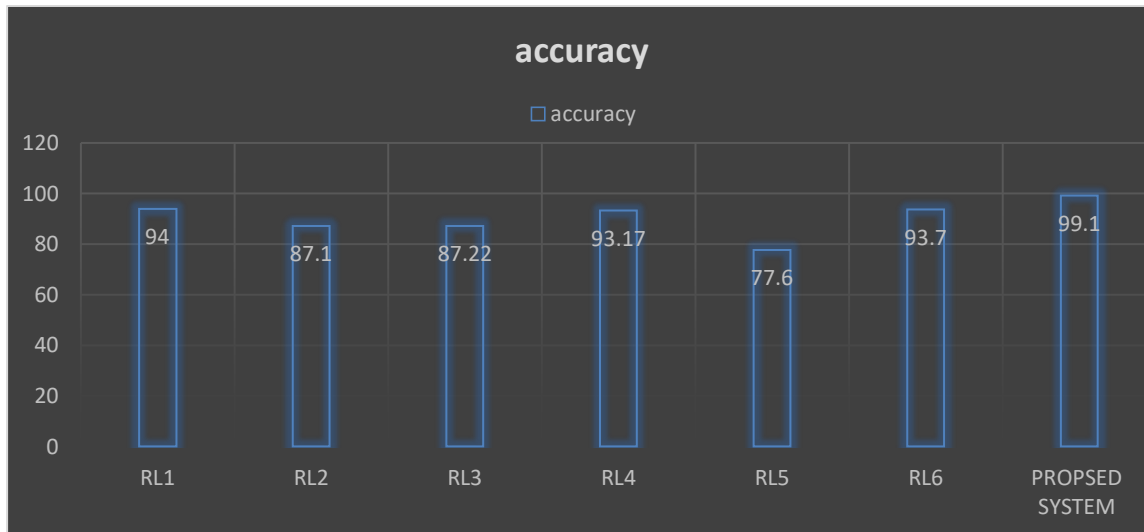 accuracy
accuracy
120
100
80
60
40
20
0
94
87.1
87.22
93.17
77.6
93.7
99.1
RL1
RL2
RL3
RL4
RL5
RL6
PROPSED
SYSTEM